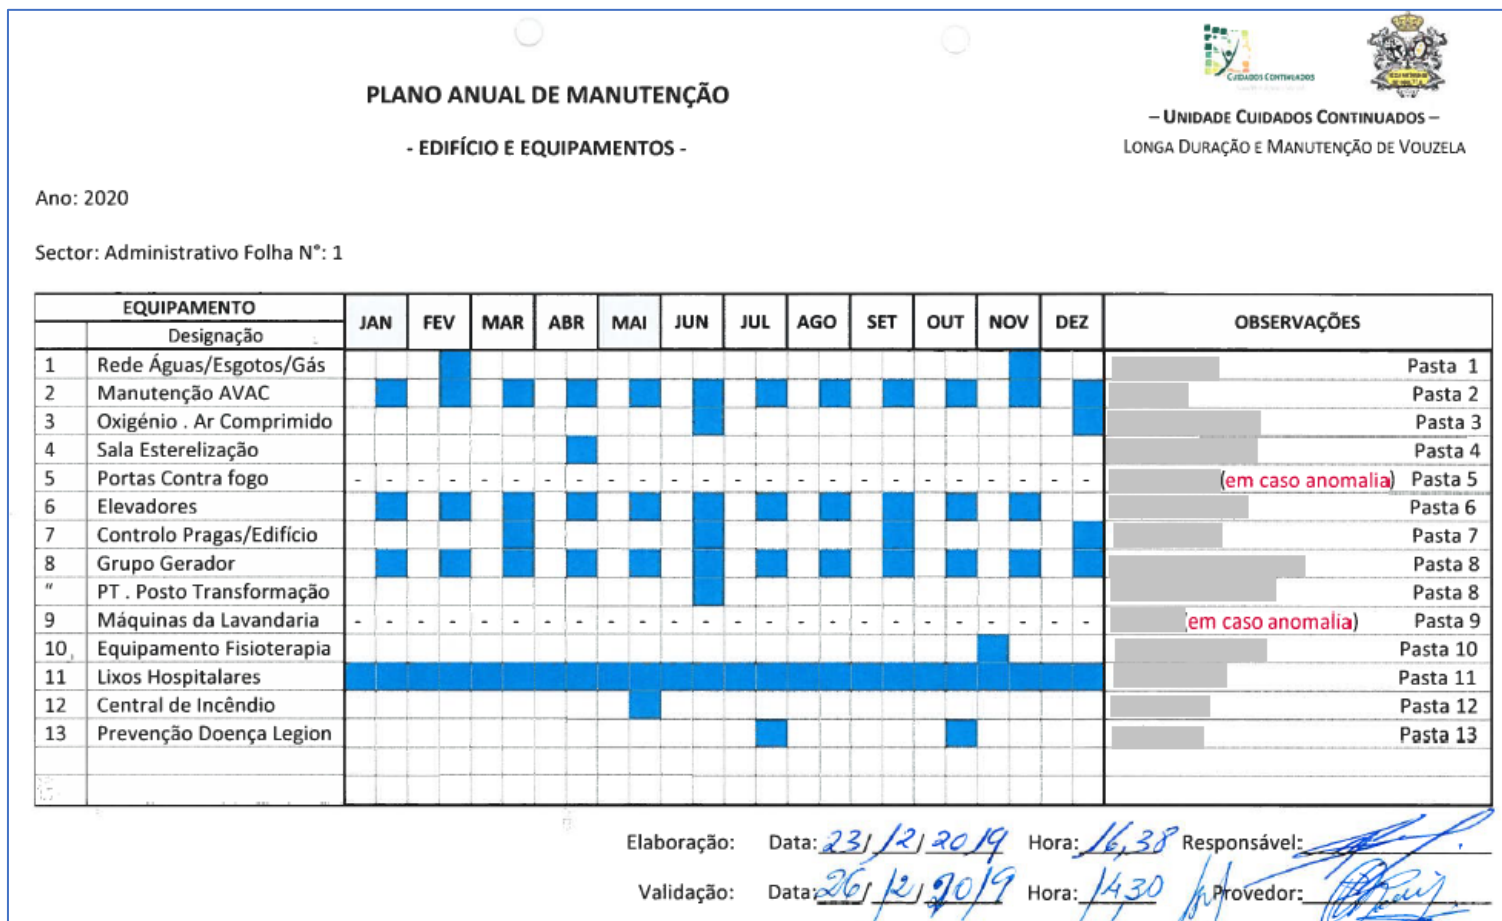 CUIDADOS CONTINUADOS
PLANO ANUAL DE MANUTENÇÃO
- EDIFÍCIO E EQUIPAMENTOS -
– UNIDADE CUIDADOS CONTINUADOS –
LONGA DURAÇÃO E MANUTENÇÃO DE VOUZELA
Ano: 2020
Sector: Administrativo Folha N°: 1
EQUIPAMENTO JAN FEV MAR ABR MAI JUN JUL AGO SET OUT NOV DEZ OBSERVAÇÕES
Designação
1 Rede Águas/Esgotos/Gás Pasta 1
2 Manutenção AVAC Pasta 2
3 Oxigénio . Ar Comprimido Pasta 3
4 Sala Esterelização Pasta 4
5 Portas Contra fogo - - - - - - - - - - - - - - - - - - - - - - - - (em caso anomalia) Pasta 5
6 Elevadores Pasta 6
7 Controlo Pragas/Edifício Pasta 7
8 Grupo Gerador Pasta 8
" PT . Posto Transformação Pasta 8
9 Máquinas da Lavandaria - - - - - - - - - - - - - - - - - - - - - - - - (em caso anomalia) Pasta 9
10 Equipamento Fisioterapia Pasta 10
11 Lixos Hospitalares Pasta 11
12 Central de Incêndio Pasta 12
13 Prevenção Doença Legion Pasta 13
Elaboração: Data: 23/12/2019 Hora: 16,38 Responsável:
Validação: Data: 26/12/2019 Hora: 1430 Provedor: